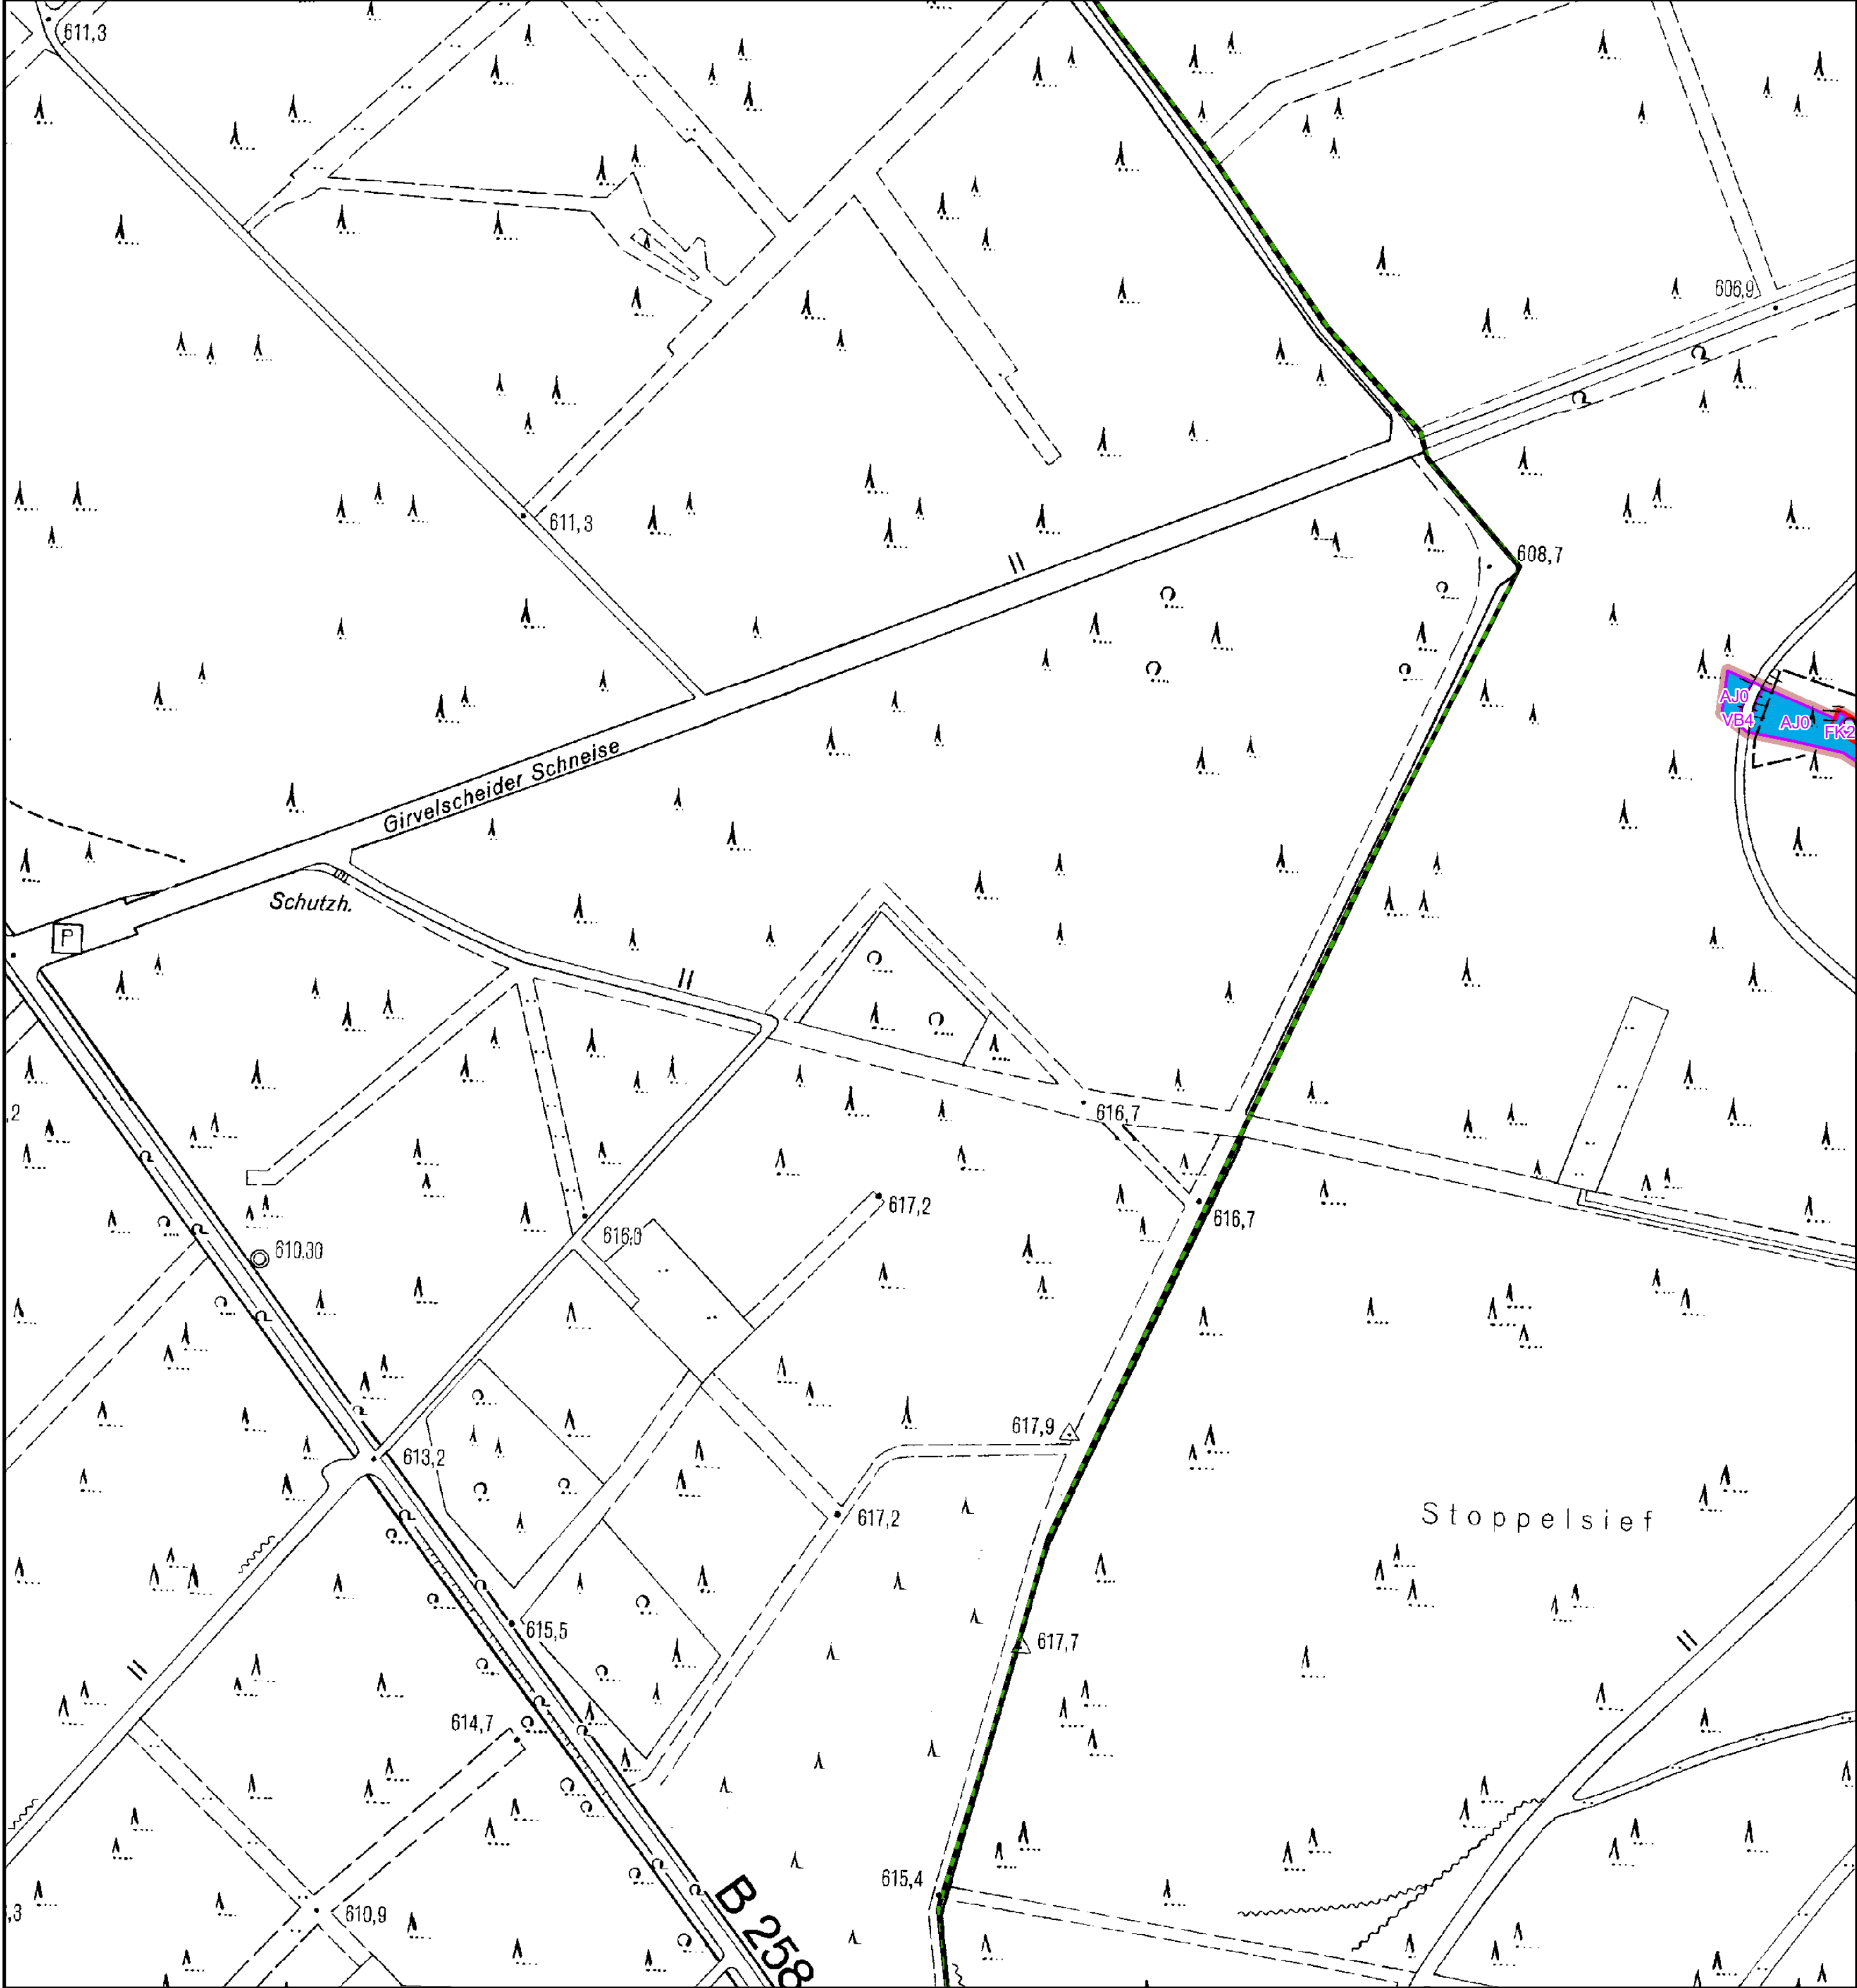 611,3
606,9
611,3
608,7
AJ0
VB4
AJ0
FK2
Girvelscheider Schneise
Schutzh.
P
,2
616,7
617,2
616,7
610.30
617,9
613,2
617,2
Stoppelsief
615,5
617,7
614,7
615,4
,3
610,9
B 258